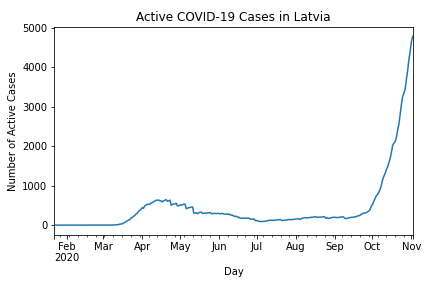 Active COVID-19 Cases in Latvia
5000
4000
3000
2000
1000
0
Number of Active Cases
Feb Mar Apr May Jun Jul Aug Sep Oct Nov
2020
Day